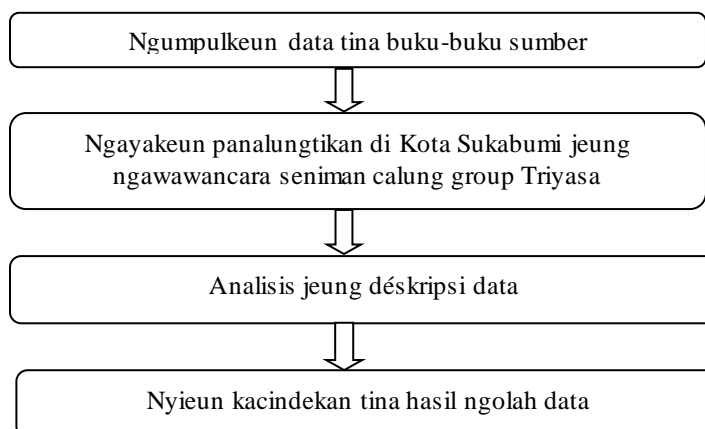 Ngumpulkeun data tina buku-buku sumber
Ngayakeun panalungtikan di Kota Sukabumi jeung
ngawawancara seniman calung group Triyasa
Analisis jeung déskripsi data
Nyieun kacindekan tina hasil ngolah data